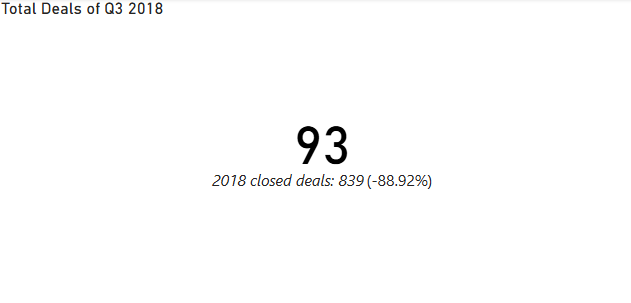 Total Deals of Q3 2018
93
2018 closed deals: 839 (-88.92%)